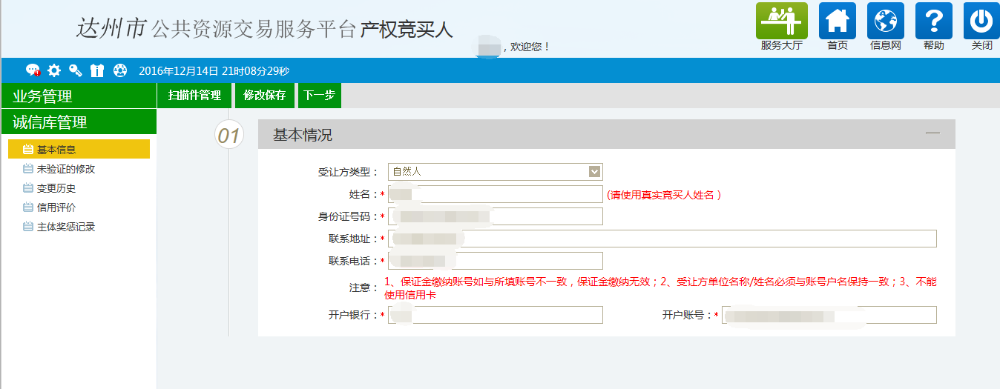 达州市 公共资源交易服务平台 产权竞买人
，欢迎您！
服务大厅 首页 信息网 帮助 关闭
2016年12月14日 21时08分29秒
业务管理
扫描件管理 修改保存 下一步
诚信库管理
基本信息
未验证的修改
变更历史
信用评价
主体奖惩记录
01 基本情况
受让方类型： 自然人
姓名：* (请使用真实竞买人姓名）
身份证号码：*
联系地址：*
联系电话：*
注意： 1、保证金缴纳账号如与所填账号不一致，保证金缴纳无效；2、受让方单位名称/姓名必须与账号户名保持一致；3、不能
使用信用卡
开户银行：* 开户账号：*